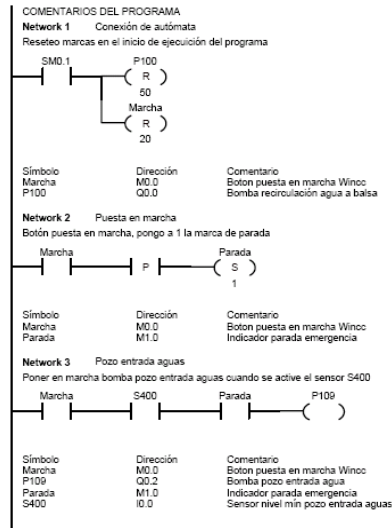 COMENTARIOS DEL PROGRAMA
Network 1 Conexión de autómata
Reseteo marcas en el inicio de ejecuición del programa
SM0.1 P100
R
50
Marcha
R
20
Símbolo Dirección Comentario
Marcha M0.0 Boton puesta en marcha Wincc
P100 Q0.0 Bomba recirculación agua a balsa
Network 2 Puesta en marcha
Botón puesta en marcha, pongo a 1 la marca de parada
Marcha Parada
P S
1
Símbolo Dirección Comentario
Marcha M0.0 Boton puesta en marcha Wincc
Parada M1.0 Indicador parada emergencia
Network 3 Pozo entrada aguas
Poner en marcha bomba pozo entrada aguas cuando se active el sensor S400
Marcha S400 Parada P109
Símbolo Dirección Comentario
Marcha M0.0 Boton puesta en marcha Wincc
P109 Q0.2 Bomba pozo entrada agua
Parada M1.0 Indicador parada emergencia
S400 I0.0 Sensor nivel mín pozo entrada aguas